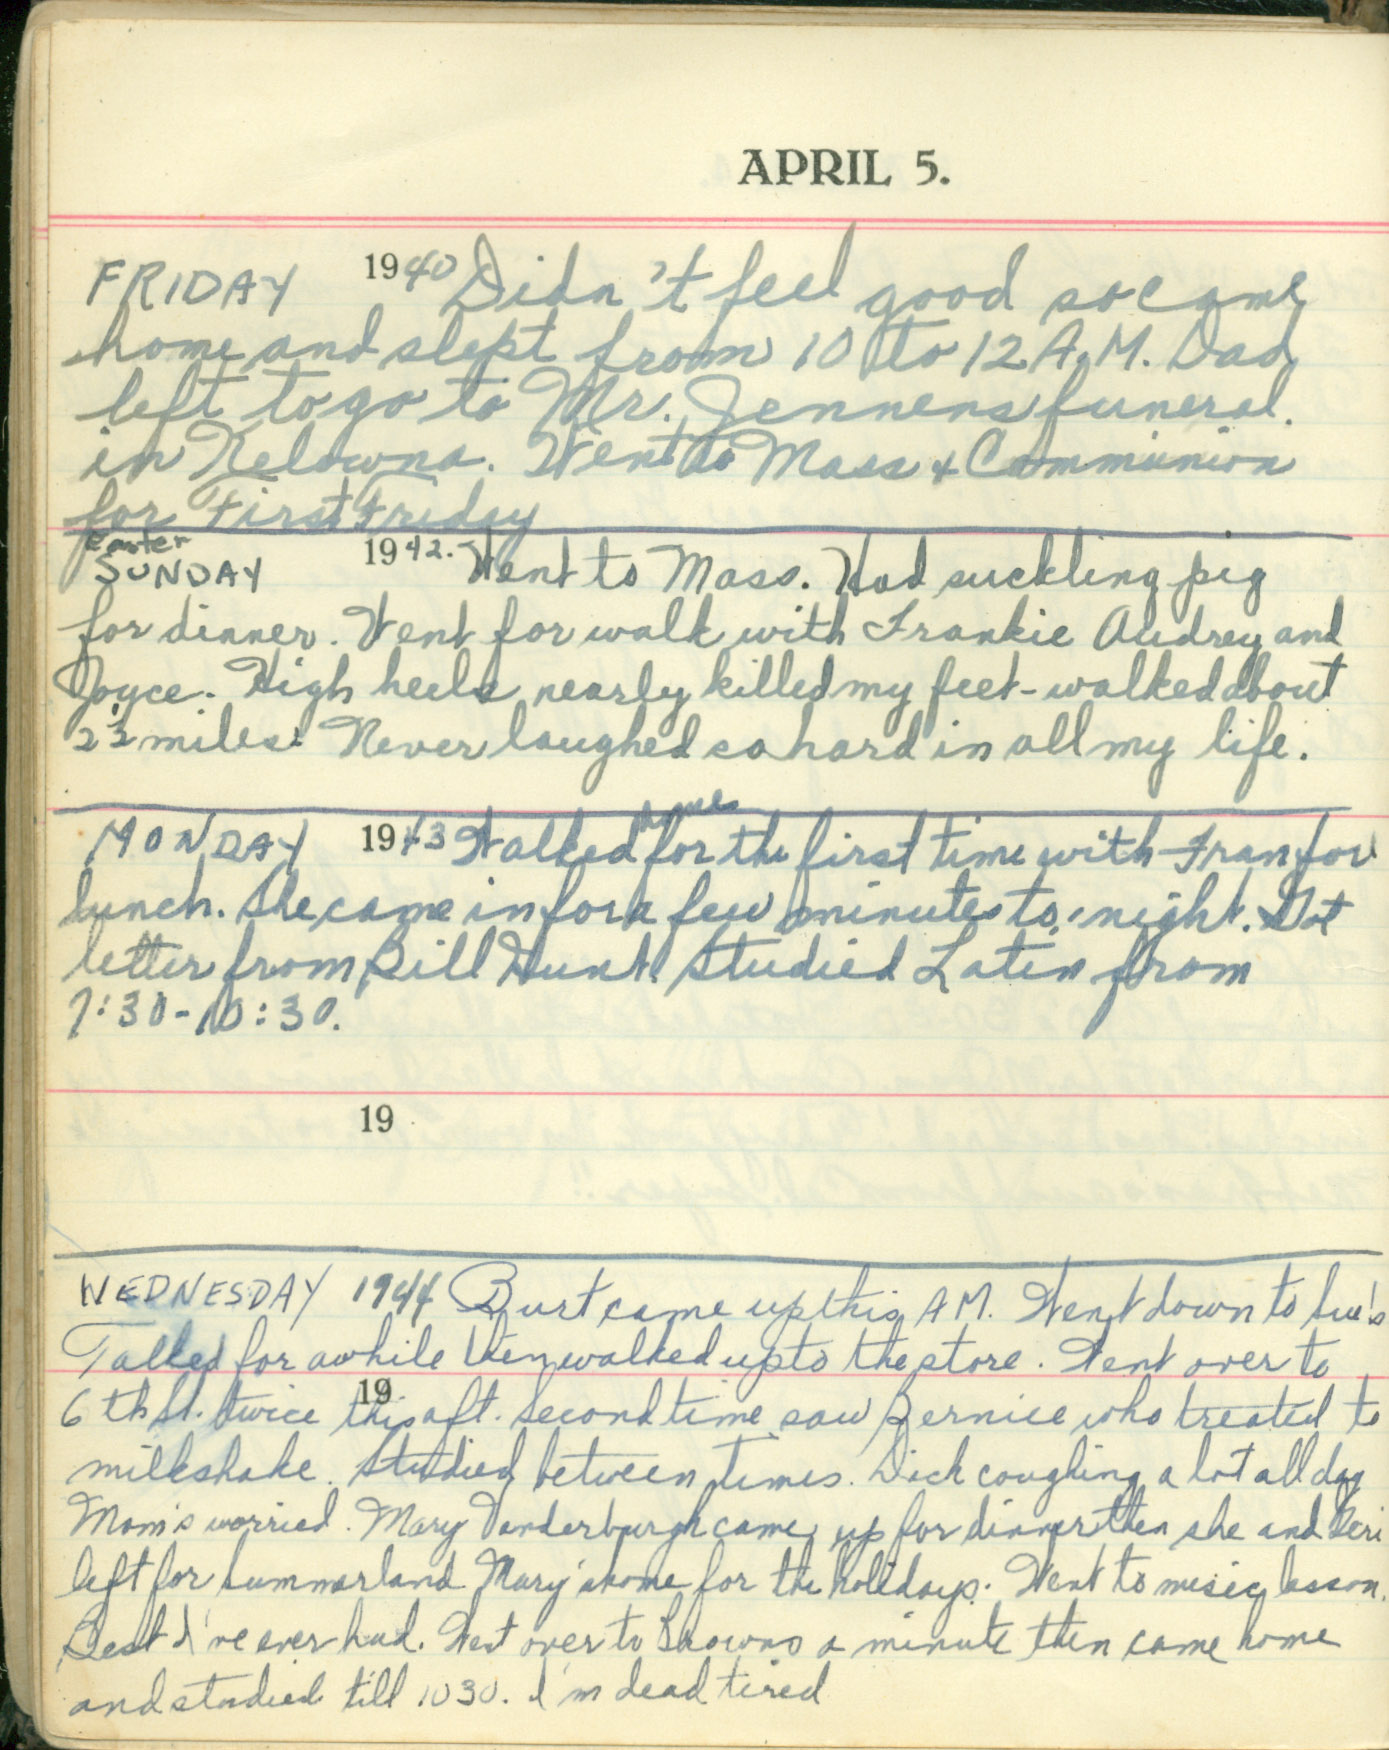 APRIL 5.
FRIDAY 1940 Didn't feel good so came
home and slept from 10 to 12 A.M. Dad
left to go to Mr. Jennens funeral.
in Kelowna. Went to Mass + Communion
for First Friday
Easter
SUNDAY 1942. Went to Mass. Had suckling pig
for dinner. Went for walk with Frankie Audrey and
Joyce. High heels nearly killed my feet - walked about
2½ miles. Never laughed so hard in all my life.
home
MONDAY 1943 Walked for the first time with Fran for
lunch. She came in for a few minutes to-night. Got
letter from Bill Hunt. Studied Latin from
7:30-10:30.
19
WEDNESDAY 1944 Burt came up this AM. Went down to Sue's
Talked for awhile then walked up to the store. Went over to
19
6th St. twice this aft. Second time saw Bernice who treated to
milkshake. Studied between times. Dick coughing a lot all day
Mom's worried. Mary Vanderburgh came up for dinner then she and
left for Summerland Mary's home for the holidays. Went to music lesson.
Best I've ever had. Went over to Browns a minute then came home
and studied till 1030. I'm dead tired